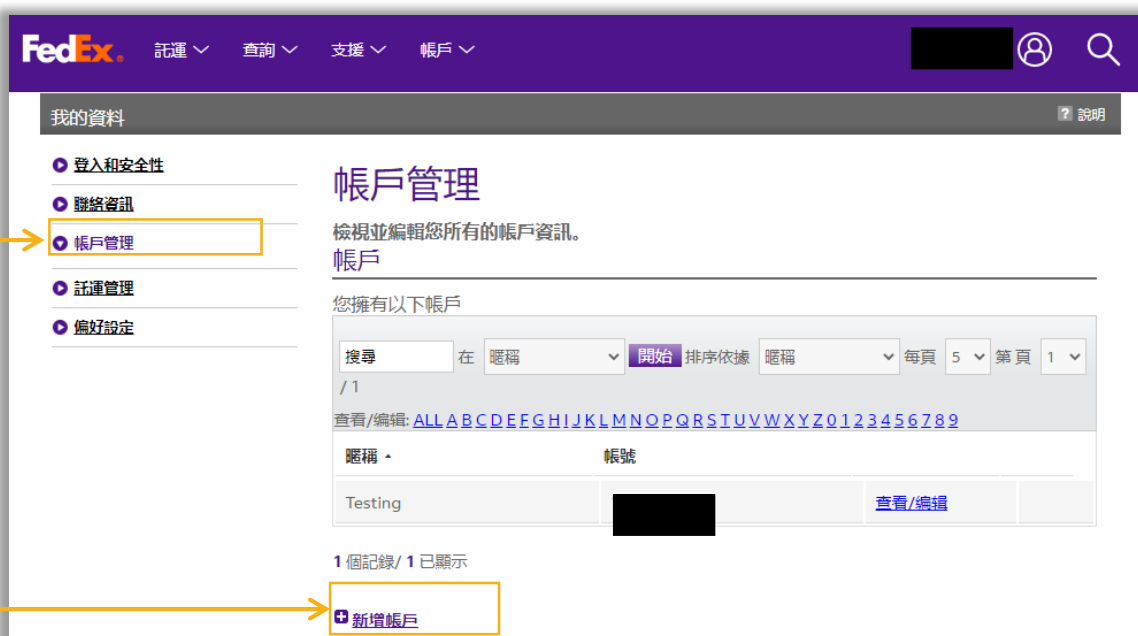 FedEx. 託運 查詢 支援 帳戶
我的資料 ? 說明
登入和安全性
聯絡資訊
帳戶管理
託運管理
偏好設定
帳戶管理
檢視並編輯您所有的帳戶資訊。
帳戶
您擁有以下帳戶
搜尋 在 暱稱 開始 排序依據 暱稱 每頁 5 第 頁 1
/ 1
查看/编辑: ALL A B C D E F G H I J K L M N O P Q R S T U V W X Y Z 0 1 2 3 4 5 6 7 8 9
暱稱 帳號
Testing 查看/编辑
1 個記錄/ 1 已顯示
新增帳戶